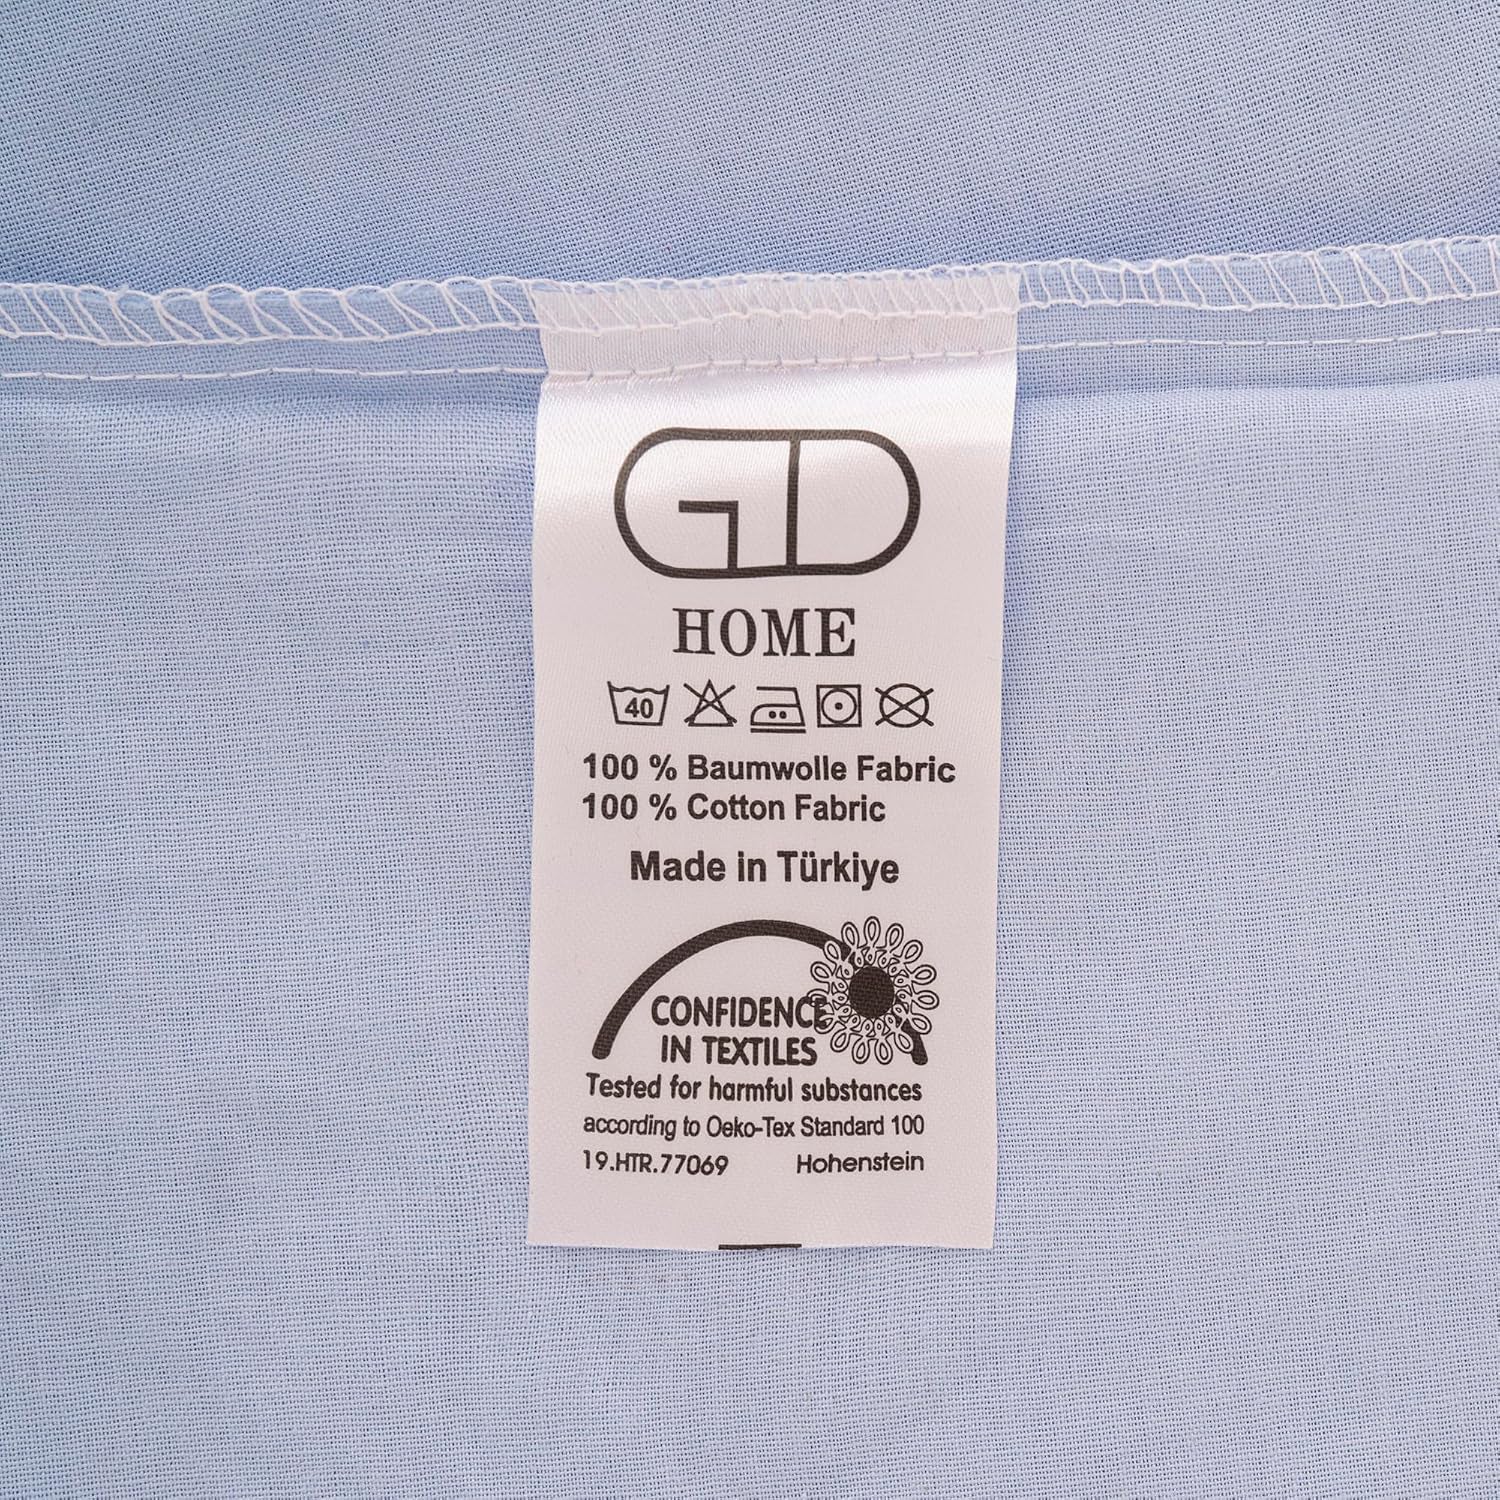 GD
HOME
40
100 % Baumwolle Fabric
100 % Cotton Fabric
Made in Türkiye
CONFIDENCE
IN TEXTILES
Tested for harmful substances
according to Oeko-Tex Standard 100
19.HTR.77069 Hohenstein